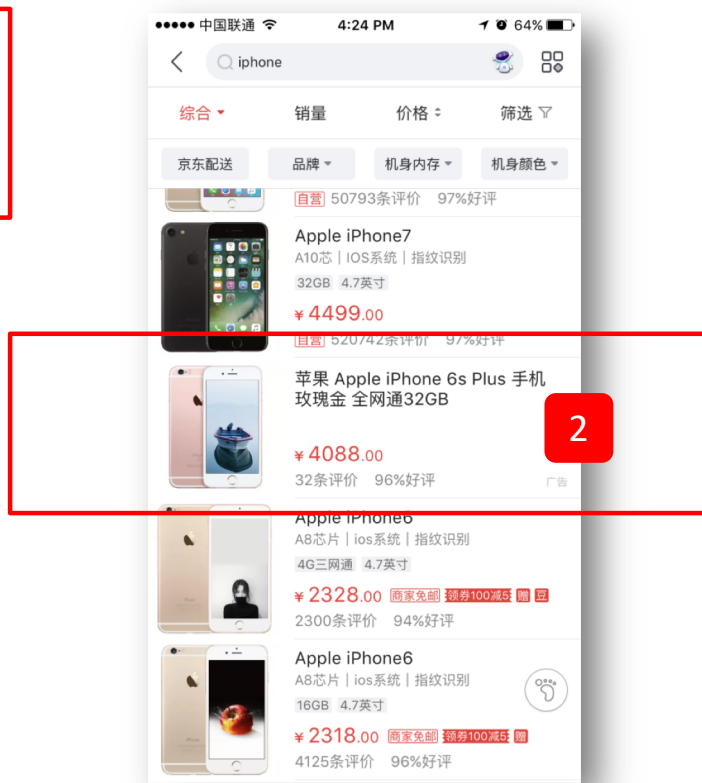 中国联通 4:24 PM 64%
iphone
综合 销量 价格 筛选
京东配送 品牌 机身内存 机身颜色
自营 50793条评价 97%好评
Apple iPhone7
A10芯|IOS系统|指纹识别
32GB 4.7英寸
¥4499.00
自营 520742条评价 97%好评
苹果 Apple iPhone 6s Plus 手机
玫瑰金 全网通32GB
2
¥4088.00
32条评价 96%好评 广告
Apple iPhone6
A8芯片|ios系统|指纹识别
4G三网通 4.7英寸
¥2328.00 商家免邮 领券100减5 赠 豆
2300条评价 94%好评
Apple iPhone6
A8芯片|ios系统|指纹识别
16GB 4.7英寸
¥2318.00 商家免邮 领券100减5 赠
4125条评价 96%好评